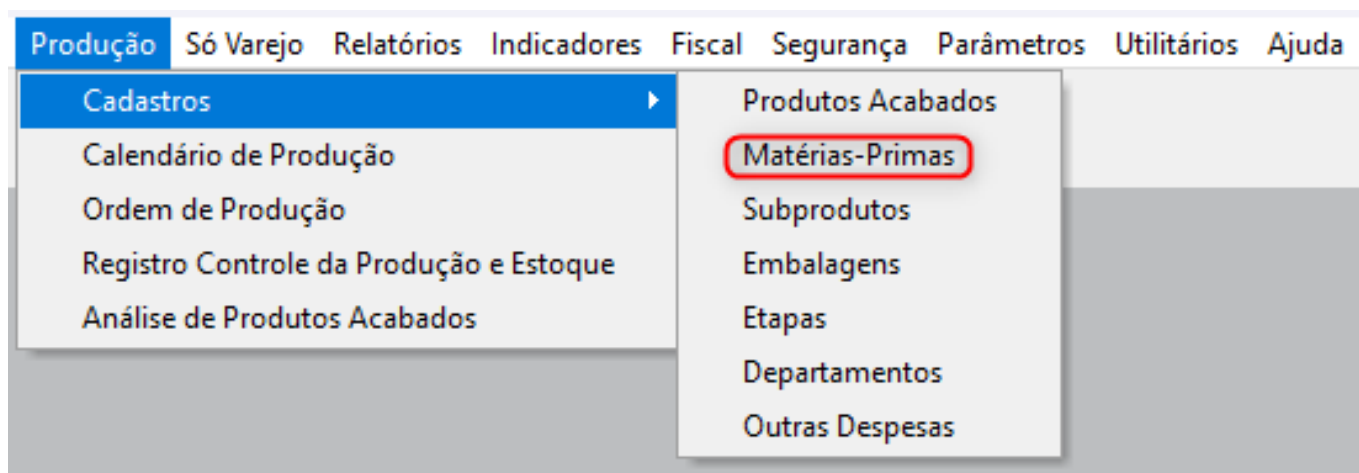 Produção Só Varejo Relatórios Indicadores Fiscal Segurança Parâmetros Utilitários Ajuda
Cadastros
Calendário de Produção
Ordem de Produção
Registro Controle da Produção e Estoque
Análise de Produtos Acabados
Produtos Acabados
Matérias-Primas
Subprodutos
Embalagens
Etapas
Departamentos
Outras Despesas